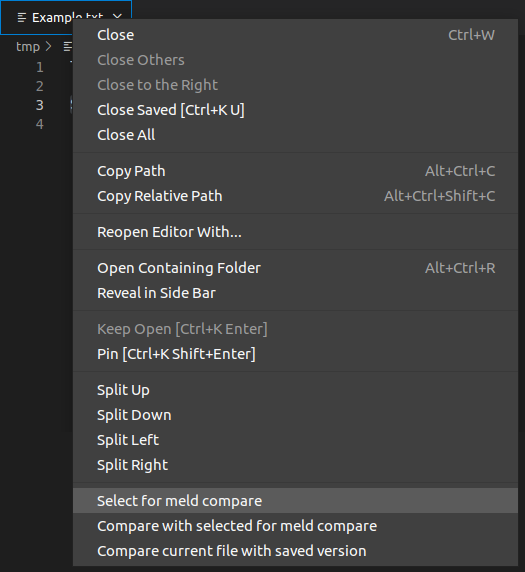 Example.txt
tmp
Close Ctrl+W
Close Others
Close to the Right
Close Saved [Ctrl+K U]
Close All
Copy Path Alt+Ctrl+C
Copy Relative Path Alt+Ctrl+Shift+C
Reopen Editor With...
Open Containing Folder Alt+Ctrl+R
Reveal in Side Bar
Keep Open [Ctrl+K Enter]
Pin [Ctrl+K Shift+Enter]
Split Up
Split Down
Split Left
Split Right
Select for meld compare
Compare with selected for meld compare
Compare current file with saved version
1
2
3
4